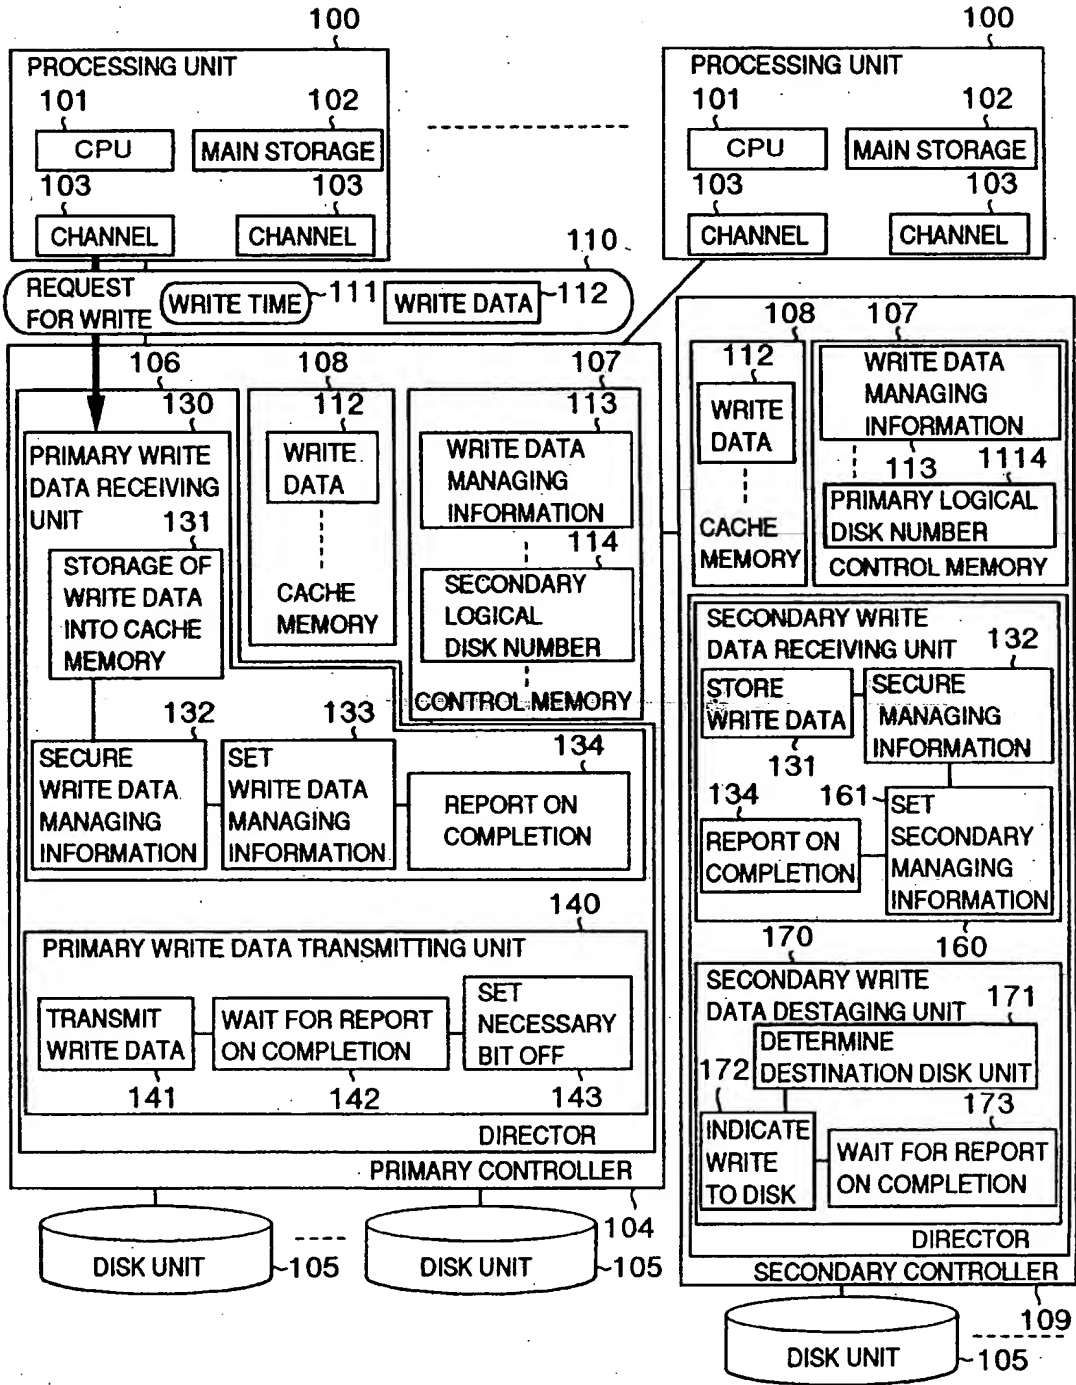 100
PROCESSING UNIT
101
102
CPU
MAIN STORAGE
103
103
CHANNEL
CHANNEL
100
PROCESSING UNIT
101
102
CPU
MAIN STORAGE
103
103
CHANNEL
CHANNEL
110
REQUEST
FOR WRITE
WRITE TIME
111
WRITE DATA
112
106
108
107
130
PRIMARY WRITE
DATA RECEIVING
UNIT
131
STORAGE OF
WRITE DATA
INTO CACHE
MEMORY
112
WRITE
DATA
CACHE
MEMORY
113
WRITE DATA
MANAGING
INFORMATION
114
SECONDARY
LOGICAL
DISK NUMBER
CONTROL MEMORY
132
SECURE
WRITE DATA
MANAGING
INFORMATION
133
SET
WRITE DATA
MANAGING
INFORMATION
134
REPORT ON
COMPLETION
140
PRIMARY WRITE DATA TRANSMITTING UNIT
TRANSMIT
WRITE DATA
141
WAIT FOR REPORT
ON COMPLETION
142
SET
NECESSARY
BIT OFF
143
DIRECTOR
PRIMARY CONTROLLER
104
DISK UNIT
105
DISK UNIT
105
108
107
112
WRITE
DATA
CACHE
MEMORY
WRITE DATA
MANAGING
INFORMATION
113
1114
PRIMARY LOGICAL
DISK NUMBER
CONTROL MEMORY
SECONDARY WRITE
DATA RECEIVING UNIT
132
STORE
WRITE DATA
131
SECURE
MANAGING
INFORMATION
134
REPORT ON
COMPLETION
161
SET
SECONDARY
MANAGING
INFORMATION
170
160
SECONDARY WRITE
DATA DESTAGING UNIT
171
DETERMINE
DESTINATION DISK UNIT
172
INDICATE
WRITE
TO DISK
173
WAIT FOR REPORT
ON COMPLETION
DIRECTOR
SECONDARY CONTROLLER
109
DISK UNIT
105